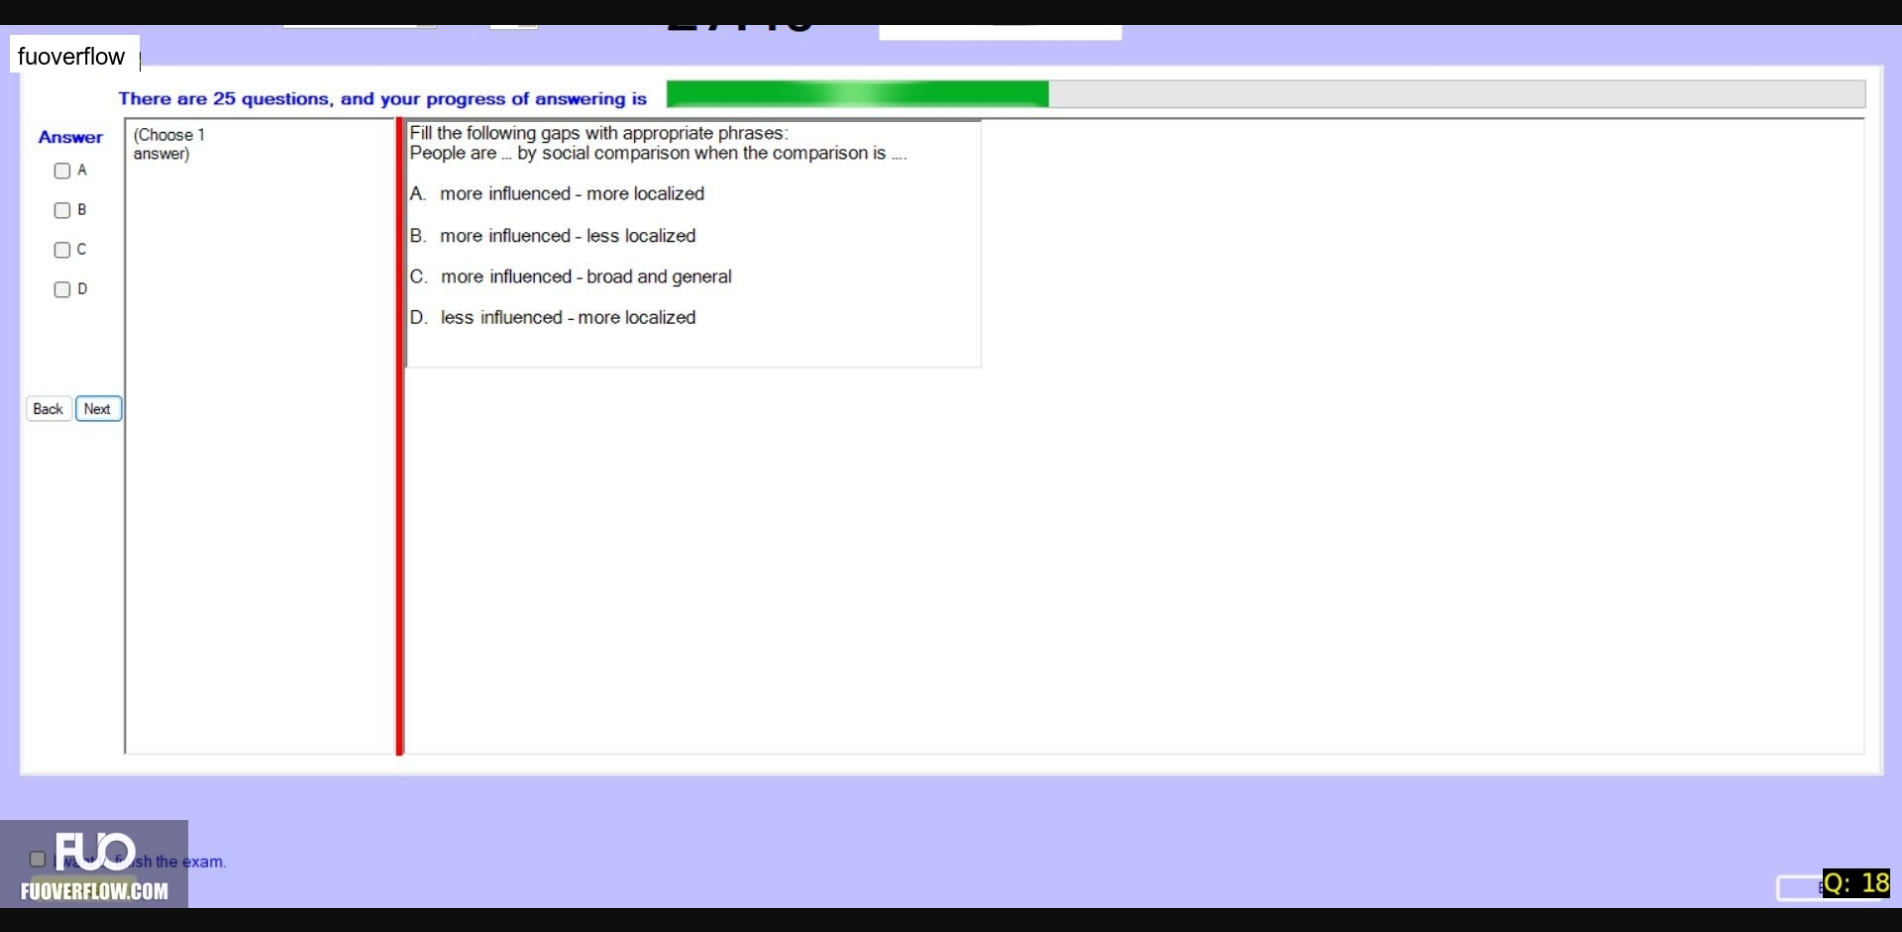 fuoverflow
There are 25 questions, and your progress of answering is
Answer
A
B
C
D
Back Next
(Choose 1
answer)
Fill the following gaps with appropriate phrases:
People are ... by social comparison when the comparison is ....
A. more influenced - more localized
B. more influenced - less localized
C. more influenced - broad and general
D. less influenced - more localized
FUO
sh the exam.
FUOVERFLOW.COM
Q: 18